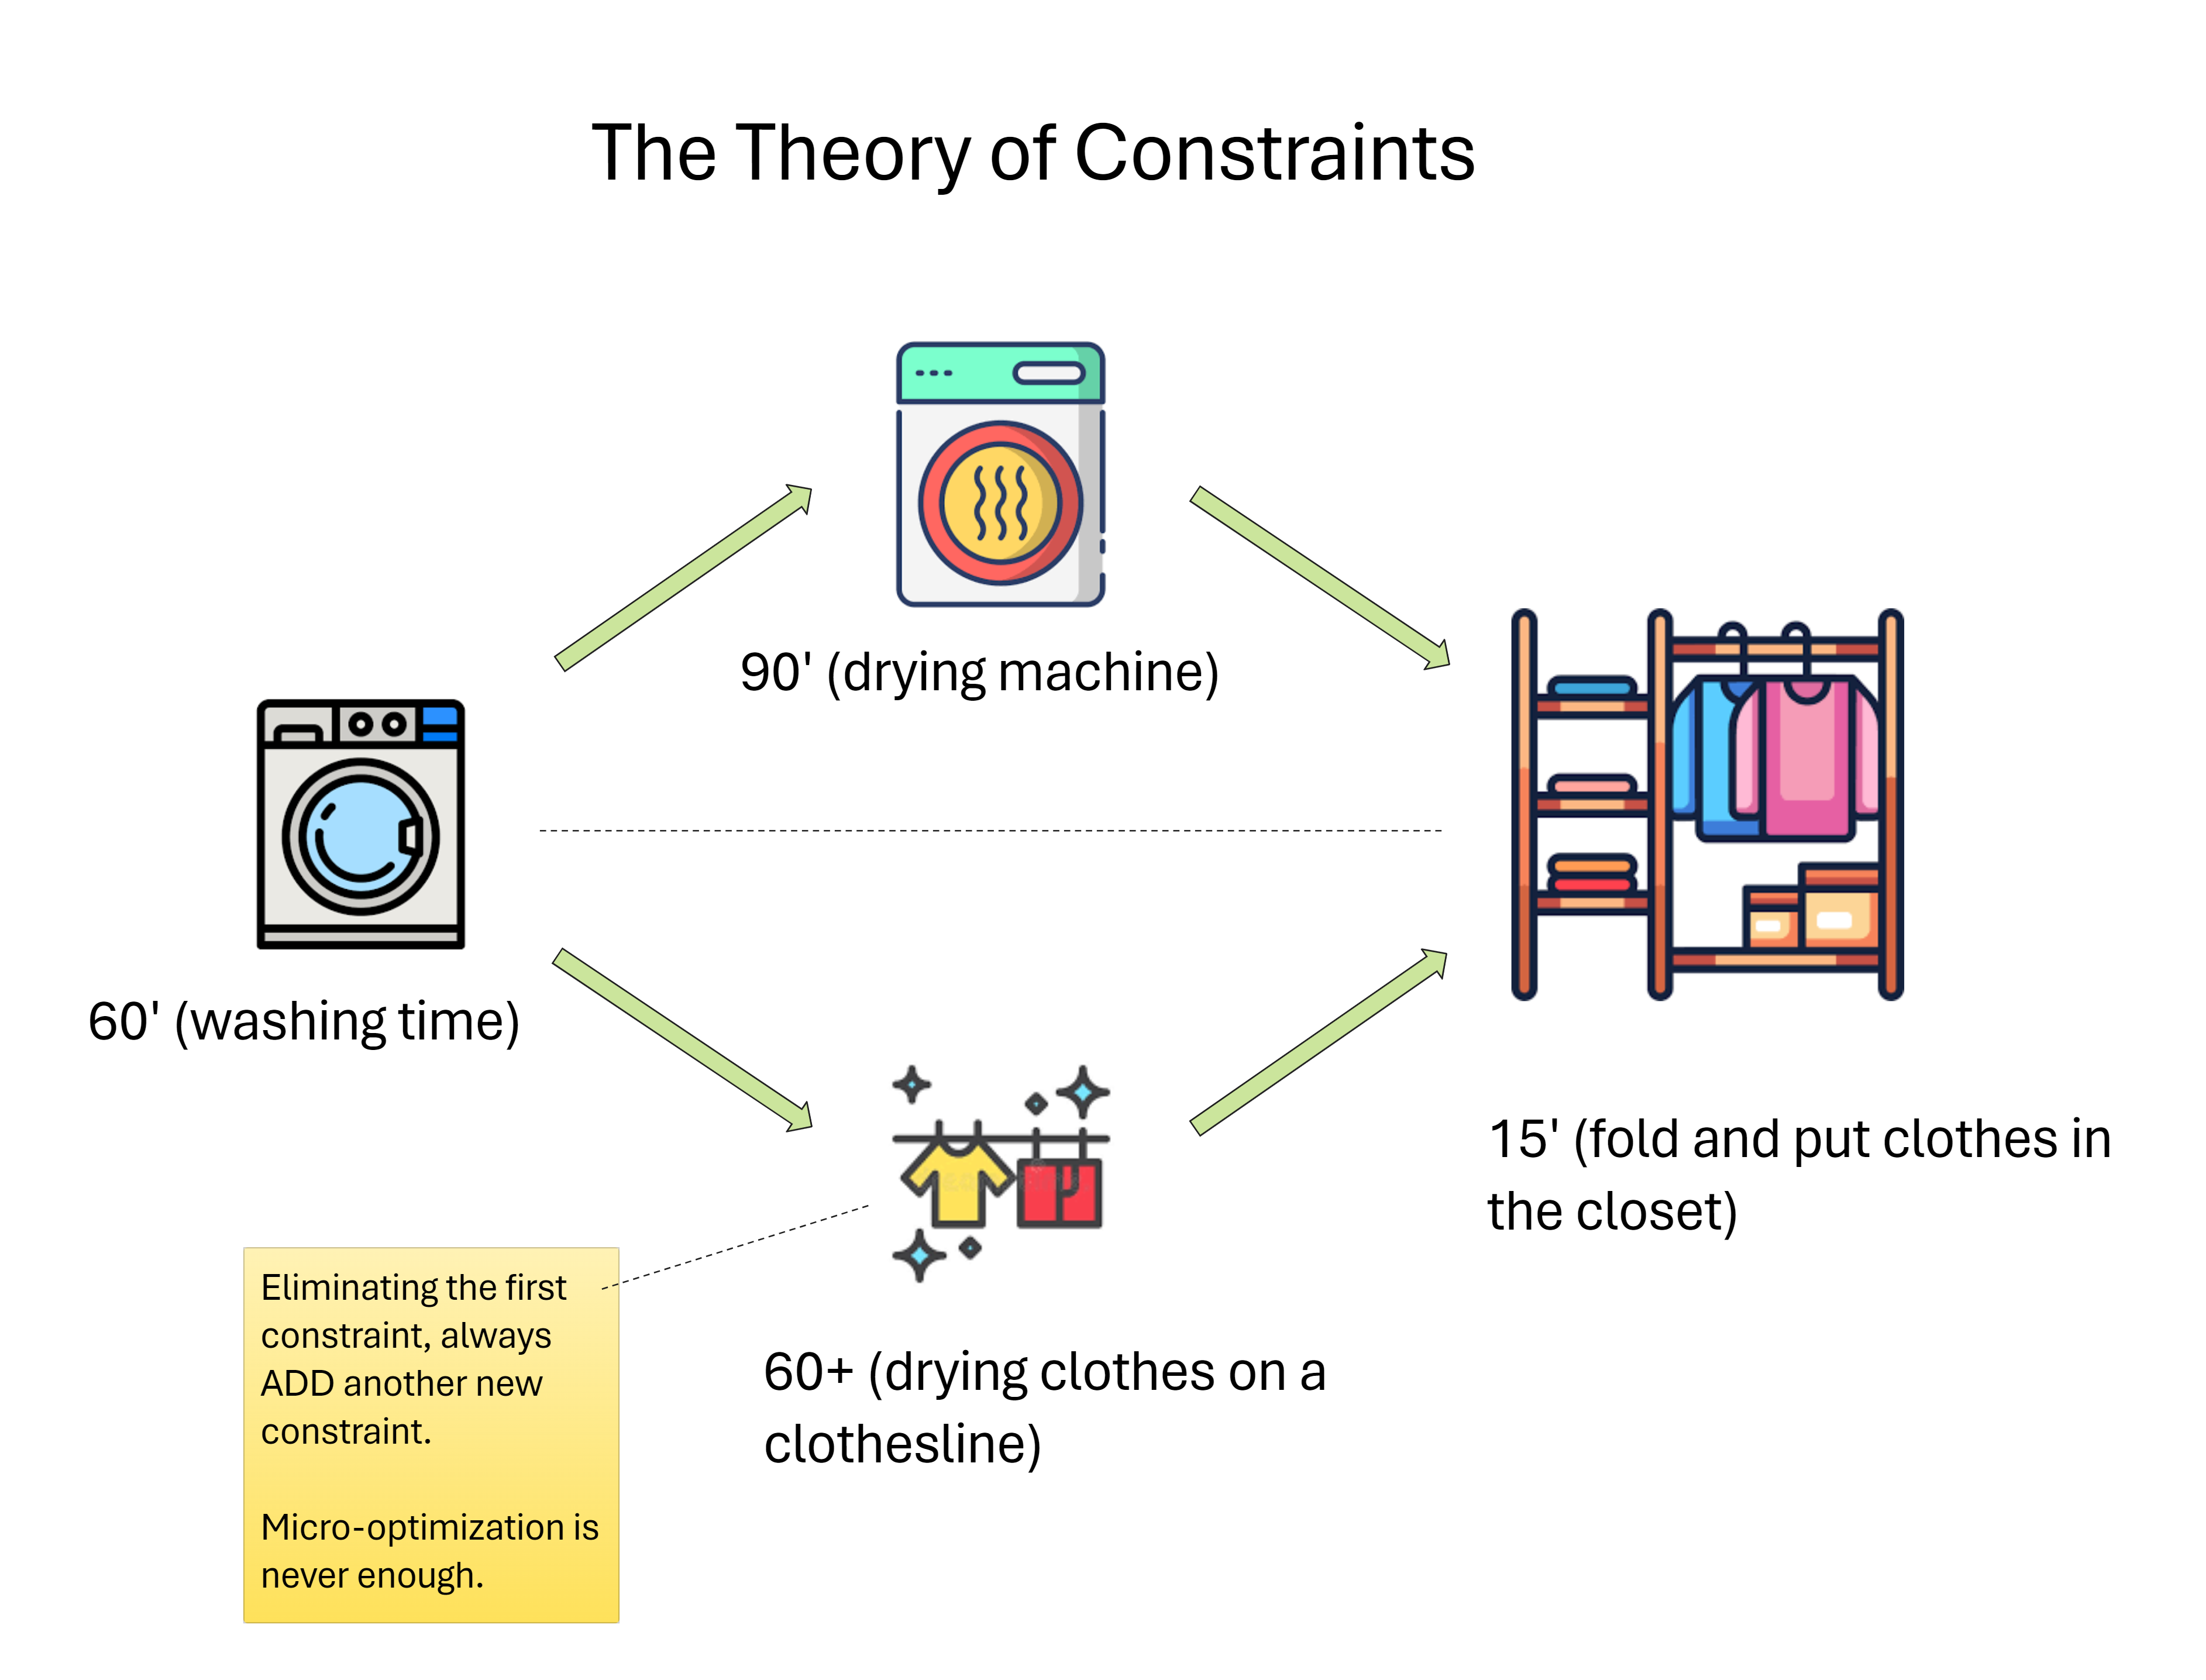 The Theory of Constraints
90' (drying machine)
60' (washing time)
15' (fold and put clothes in
the closet)
60+ (drying clothes on a
clothesline)
Eliminating the first
constraint, always
ADD another new
constraint.
Micro-optimization is
never enough.